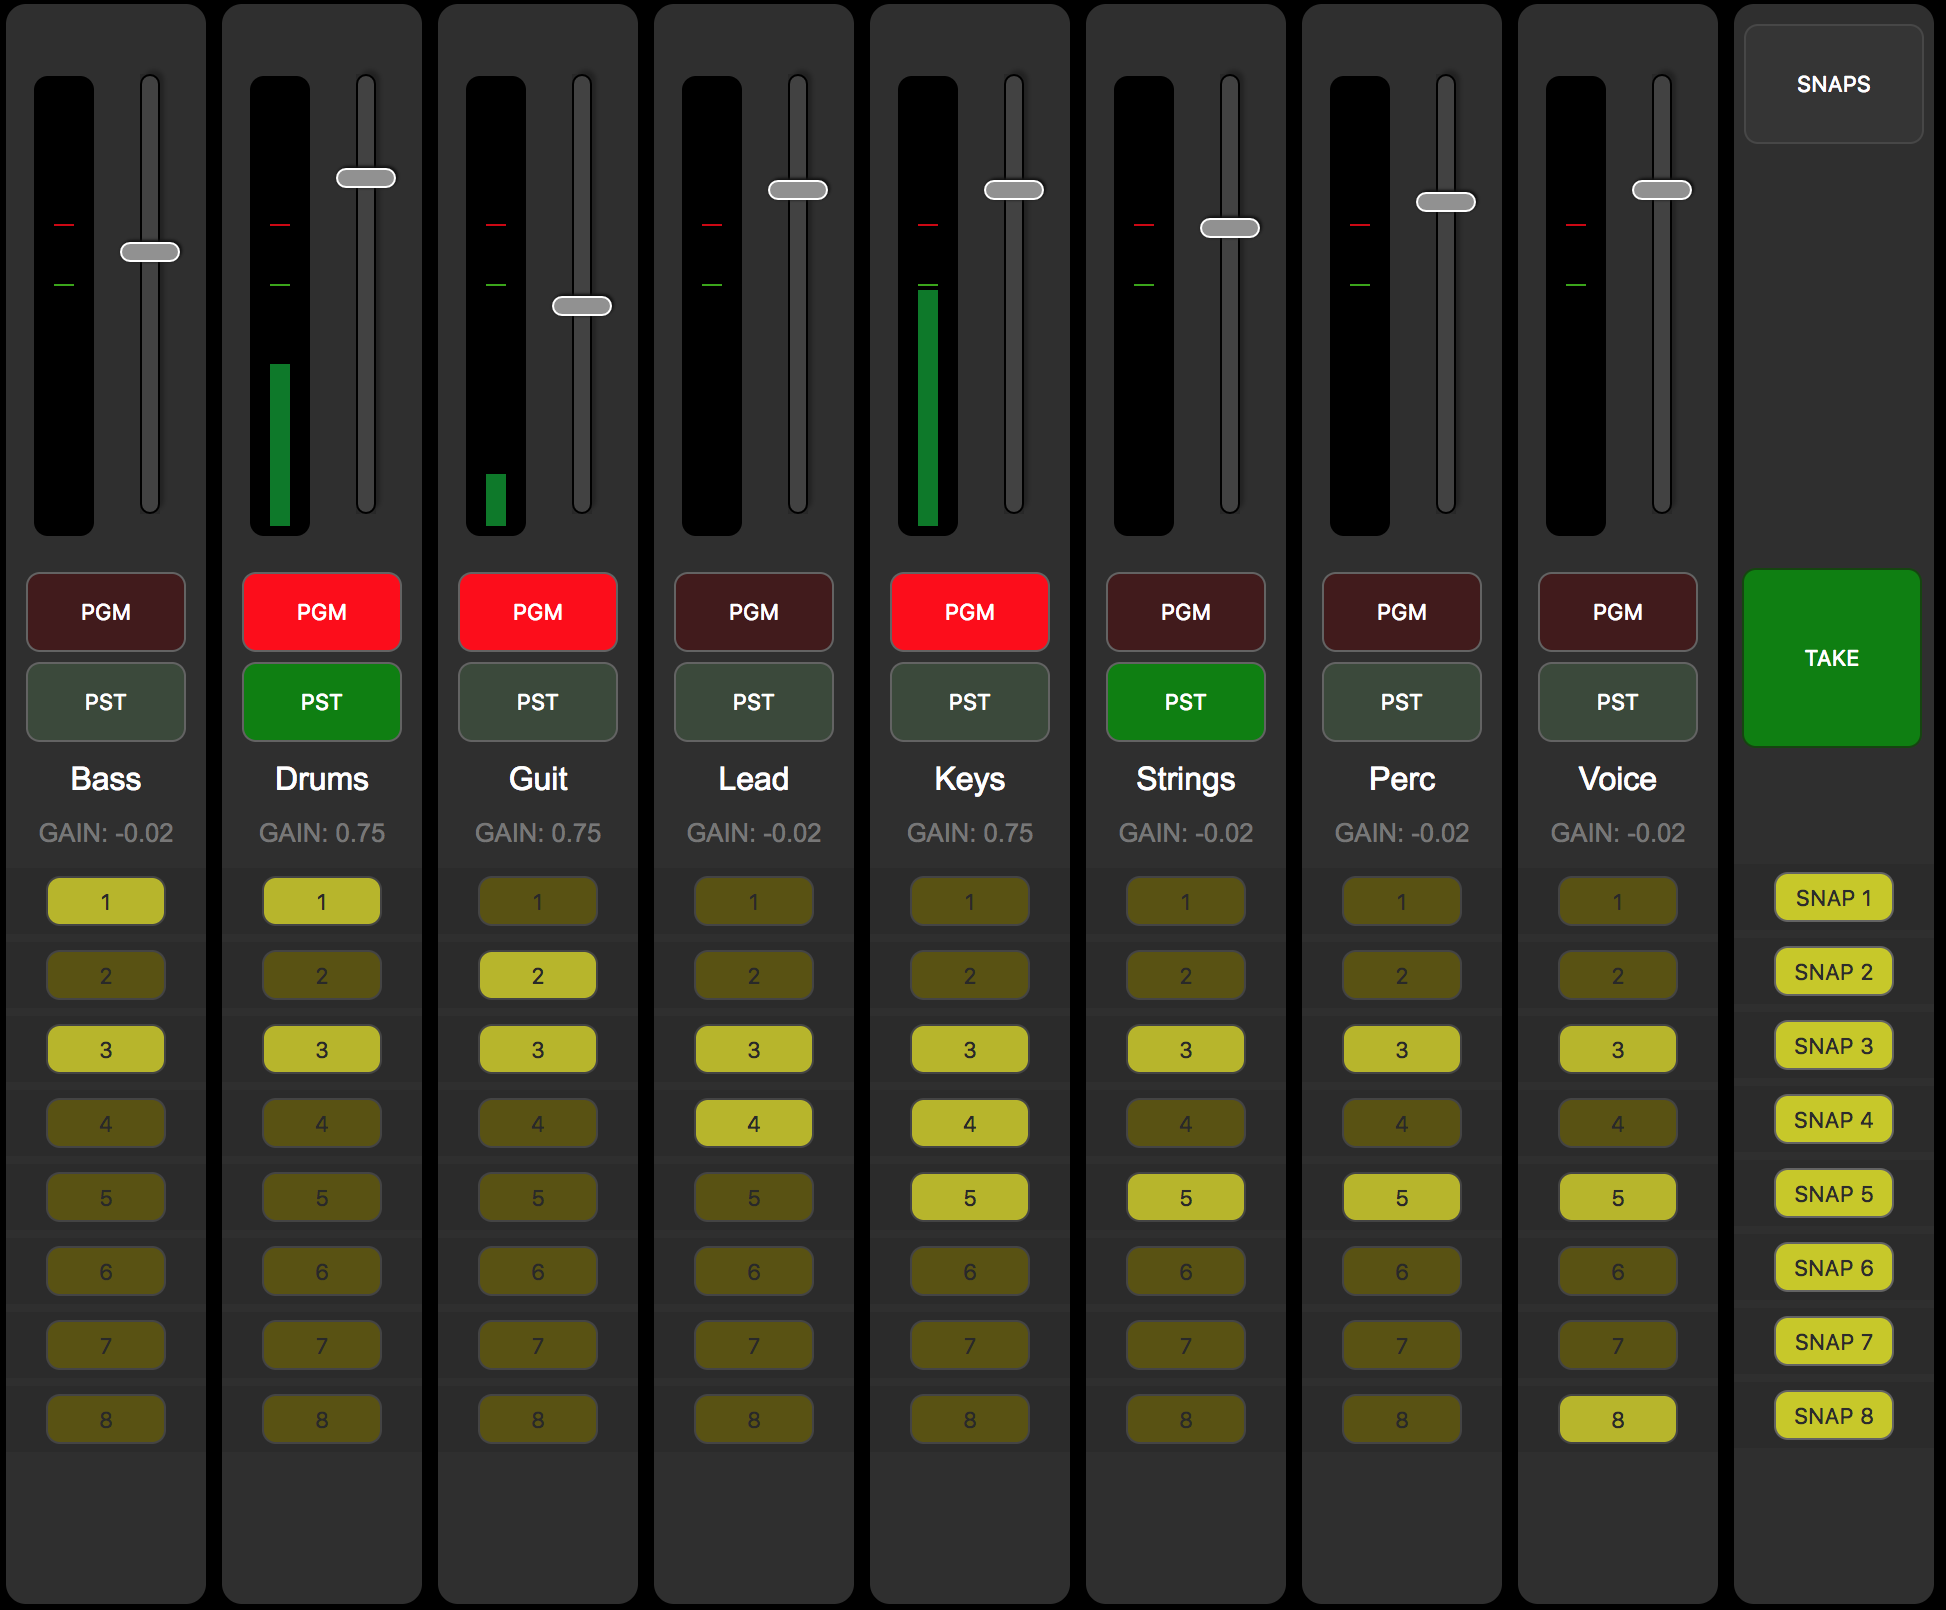 SNAPS
PGM PGM PGM PGM PGM PGM PGM PGM
TAKE
PST PST PST PST PST PST PST PST
Bass Drums Guit Lead Keys Strings Perc Voice
GAIN: -0.02 GAIN: 0.75 GAIN: 0.75 GAIN: -0.02 GAIN: 0.75 GAIN: -0.02 GAIN: -0.02 GAIN: -0.02
1 1 1 1 1 1 1 1 SNAP 1
2 2 2 2 2 2 2 2 SNAP 2
3 3 3 3 3 3 3 3 SNAP 3
4 4 4 4 4 4 4 4 SNAP 4
5 5 5 5 5 5 5 5 SNAP 5
6 6 6 6 6 6 6 6 SNAP 6
7 7 7 7 7 7 7 7 SNAP 7
8 8 8 8 8 8 8 8 SNAP 8